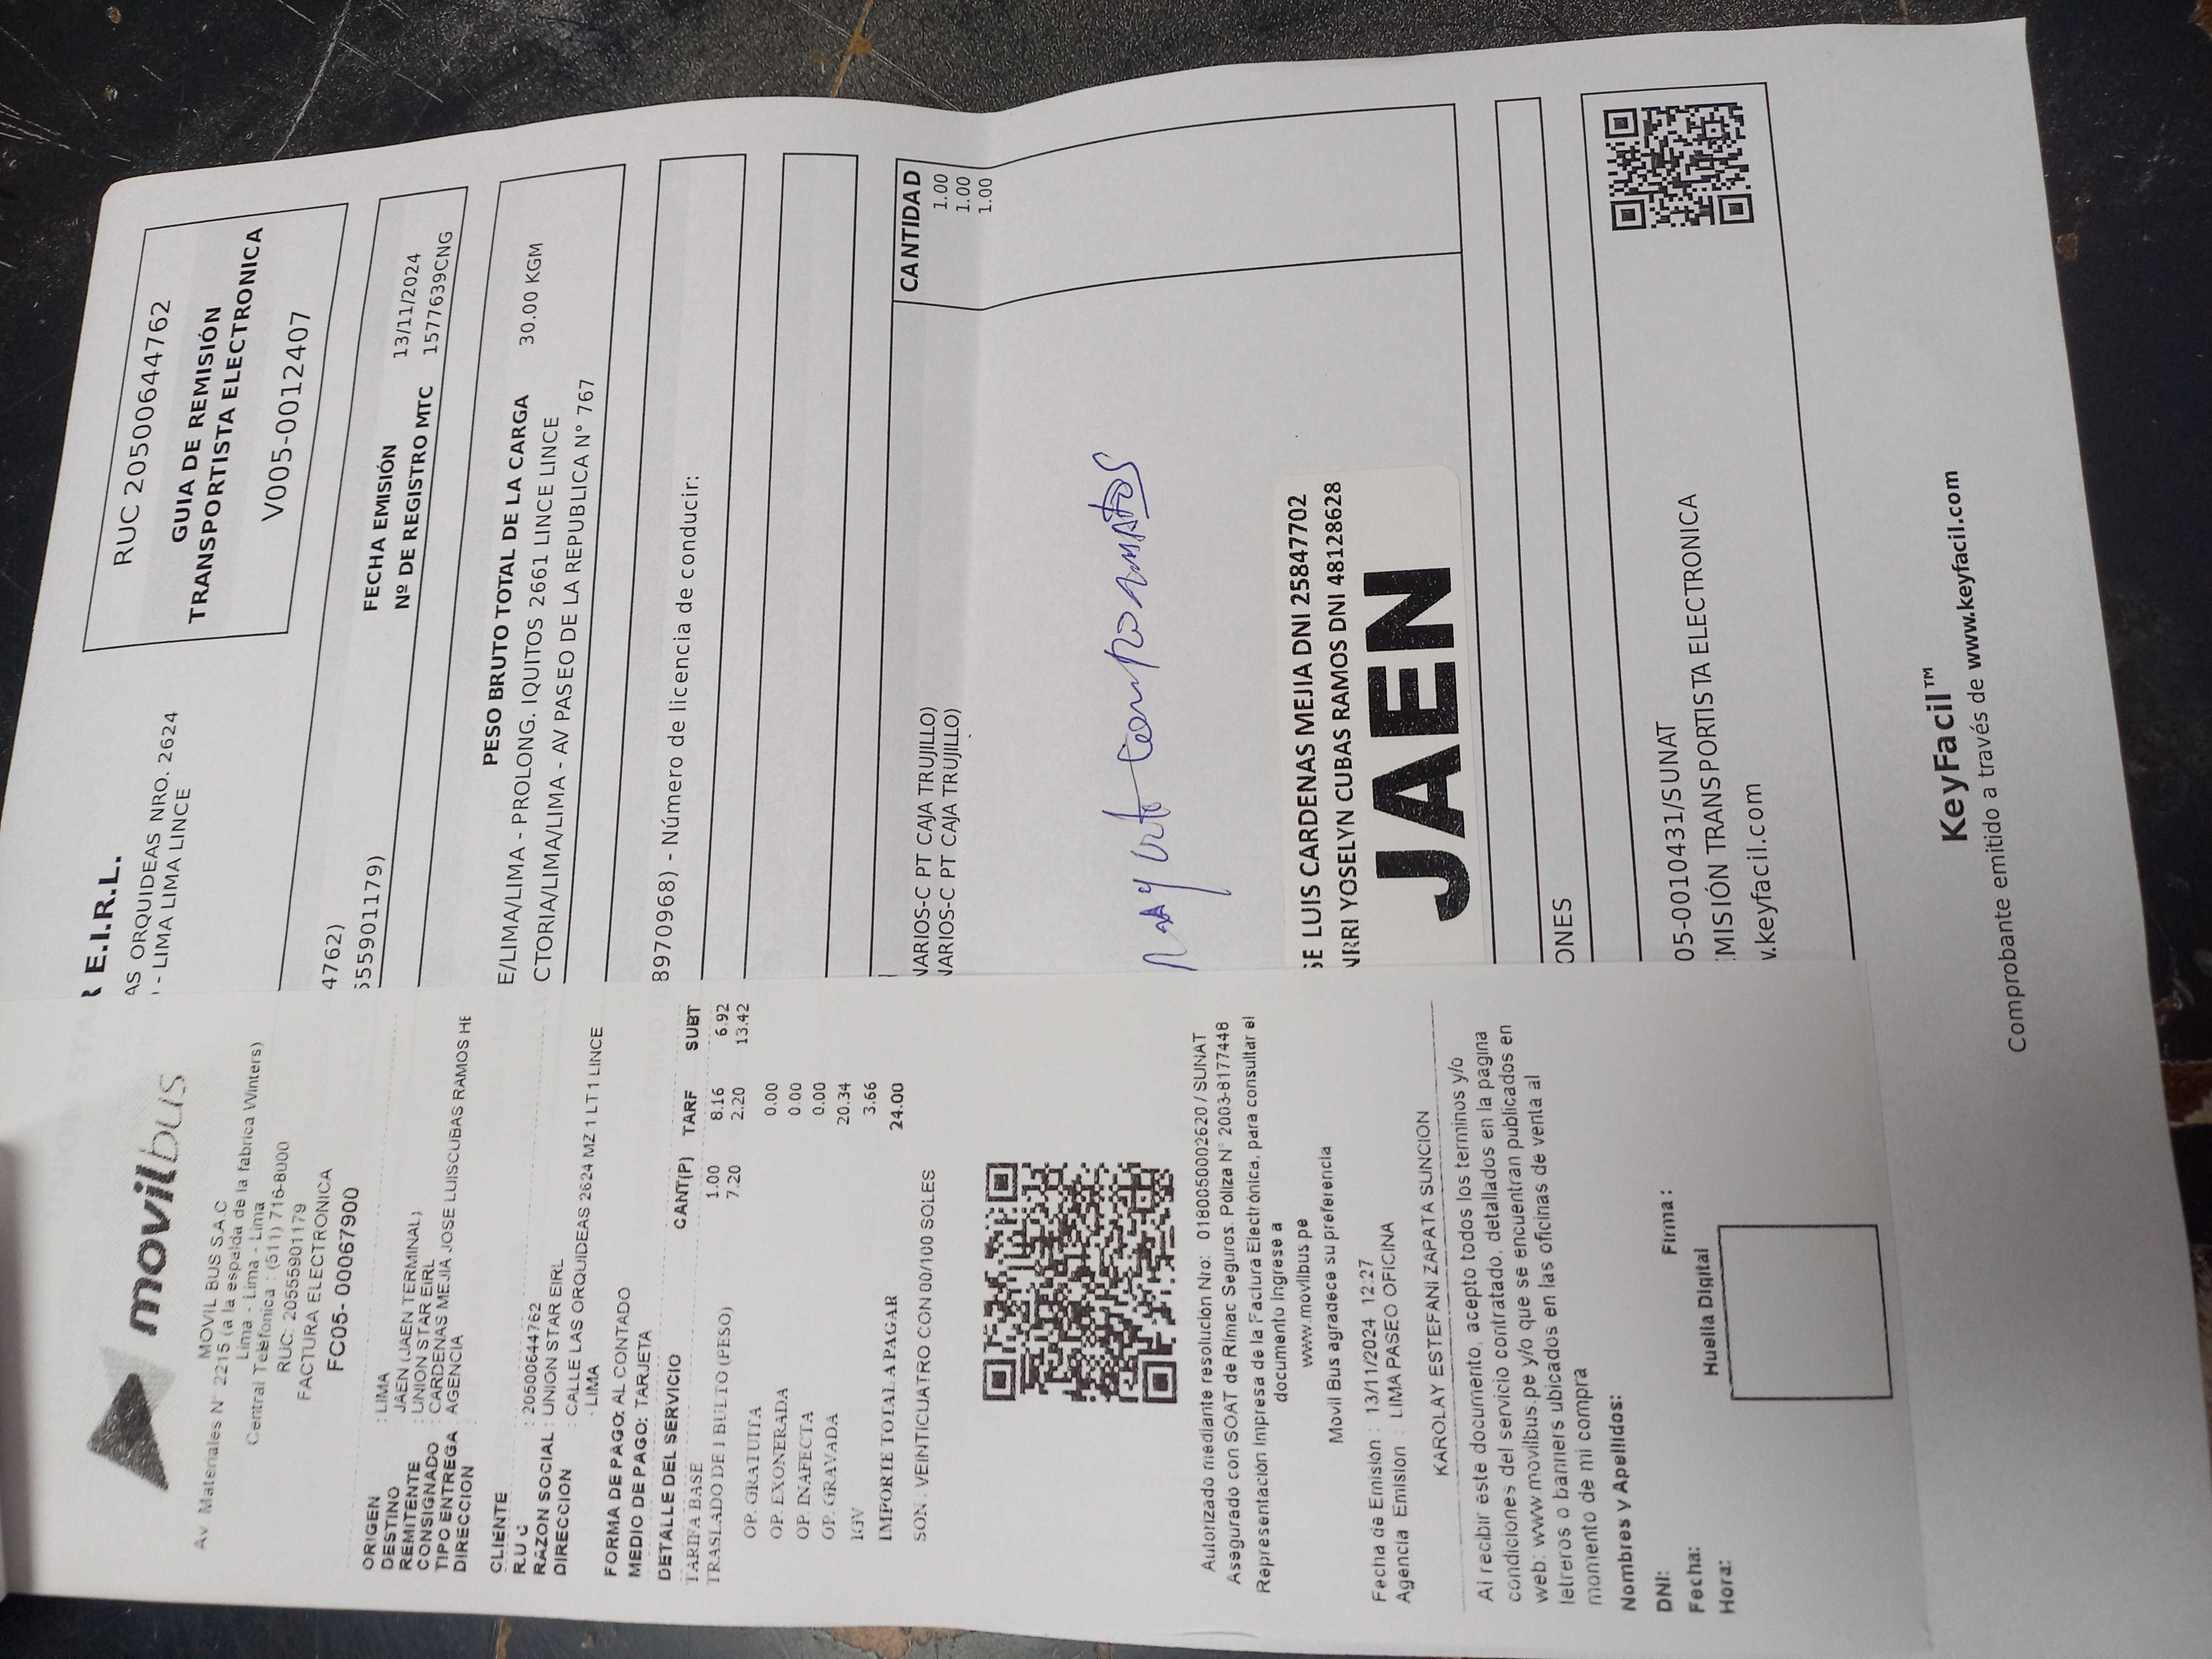 movilbus
MOVIL BUS S.A.C
Av. Materiales N° 2215 (a la espalda de la fabrica Winters)
Lima - Lima - Lima
Central Telefonica : (511) 716-8000
RUC: 20555901179
FACTURA ELECTRONICA
FC05- 00067900
ORIGEN : LIMA
DESTINO JAEN (JAEN TERMINAL)
REMITENTE : UNION STAR EIRL
CONSIGNADO : CARDENAS MEJIA JOSE LUISCUBAS RAMOS HE
TIPO ENTREGA : AGENCIA
DIRECCION :
CLIENTE
R.U C : 20500644762
RAZON SOCIAL : UNION STAR EIRL
DIRECCION : CALLE LAS ORQUIDEAS 2624 MZ 1 LT 1 LINCE
- LIMA
FORMA DE PAGO: AL CONTADO
MEDIO DE PAGO: TARJETA
DETALLE DEL SERVICIO CANT(P) TARF SUBT
TARIFA BASE 1.00 8.16 6.92
TRASLADO DE 1 BULTO (PESO) 7.20 2.20 13.42
OP. GRATUITA 0.00
OP. EXONERADA 0.00
OP. INAFECTA 0.00
OP. GRAVADA 20.34
IGV 3.66
IMPORTE TOTAL A PAGAR 24.00
SON : VEINTICUATRO CON 00/100 SOLES
Autorizado mediante resolución Nro: 0180050002620 / SUNAT
Asegurado con SOAT de Rímac Seguros. Poliza N° 2003-8177448
Representación Impresa de la Factura Electrónica, para consultar el
documento Ingrese a
www.movilbus pe
Movil Bus agradece su preferencia
Fecha de Emisión : 13/11/2024 12:27
Agencia Emision : LIMA PASEO OFICINA
KAROLAY ESTEFANI ZAPATA SUNCION
Al recibir este documento, acepto todos los terminos y/o
condiciones del servicio contratado, detallados en la pagina
web: www movilbus.pe y/o que se encuentran publicados en
letreros o banners ubicados en las oficinas de venta al
momento de mi compra
Nombres y Apellidos:
DNI: Firma:
Fecha:
Hora: Huella Digital
E.I.R.L.
AS ORQUIDEAS NRO. 2624
- LIMA LIMA LINCE
RUC 20500644762
GUIA DE REMISIÓN
TRANSPORTISTA ELECTRONICA
V005-0012407
4762)
555901179)
FECHA EMISIÓN 13/11/2024
Nº DE REGISTRO MTC 1577639CNG
PESO BRUTO TOTAL DE LA CARGA 30.00 KGM
E/LIMA/LIMA - PROLONG. IQUITOS 2661 LINCE LINCE
CTORIA/LIMA/LIMA - AV PASEO DE LA REPUBLICA N° 767
8970968) - Número de licencia de conducir:
CANTIDAD
1.00
VARIOS-C PT CAJA TRUJILLO) 1.00
VARIOS-C PT CAJA TRUJILLO) 1.00
SE LUIS CARDENAS MEJIA DNI 25847702
NRRI YOSELYN CUBAS RAMOS DNI 48128628
JAEN
ONES
05-0010431/SUNAT
MISIÓN TRANSPORTISTA ELECTRONICA
v.keyfacil.com
KeyFacil™
Comprobante emitido a través de www.keyfacil.com